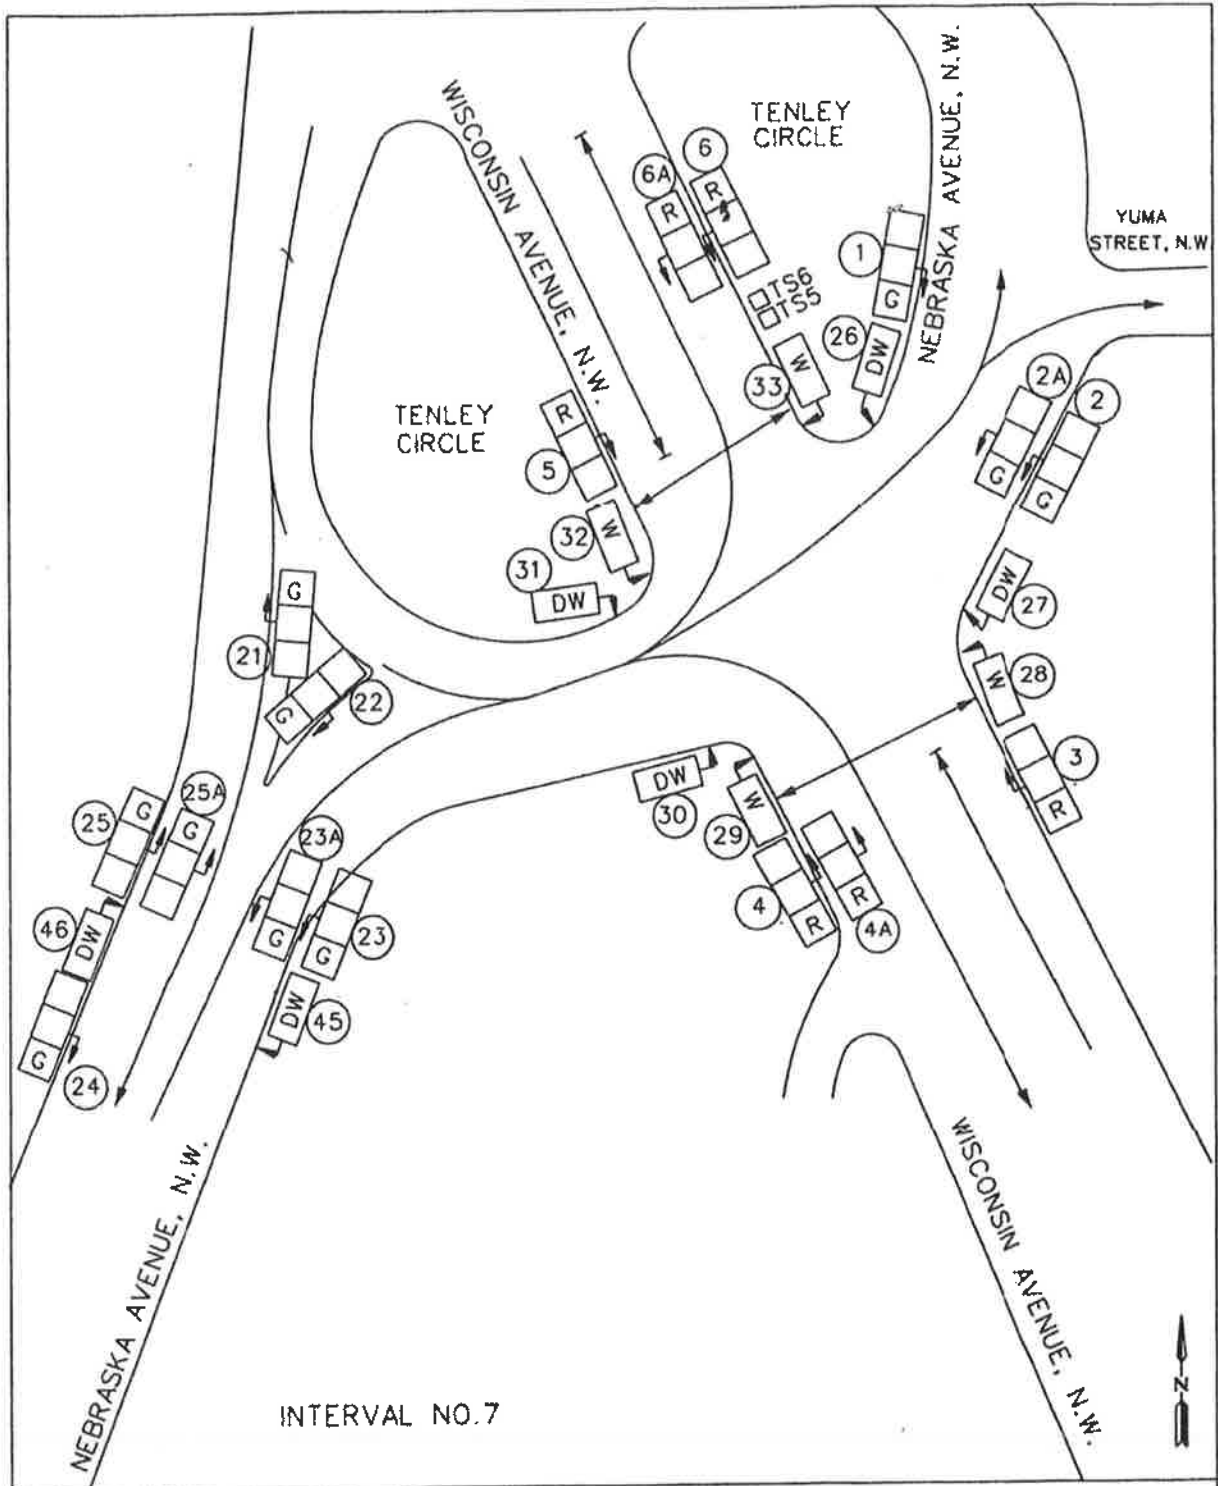 WISCONSIN AVENUE, N.W.
TENLEY
CIRCLE
NEBRASKA AVENUE, N.W.
YUMA
STREET, N.W.
6A
6
R
R
1
G
TS6
TS5
26
DW
33
W
2A
2
G
G
TENLEY
CIRCLE
R
5
32
W
31
DW
DW
27
G
21
22
G
W
28
3
R
DW
30
W
29
4
R
R
4A
25
G
25A
G
23A
G
23
G
46
DW
DW
45
G
24
NEBRASKA AVENUE, N.W.
WISCONSIN AVENUE, N.W.
INTERVAL NO.7
N